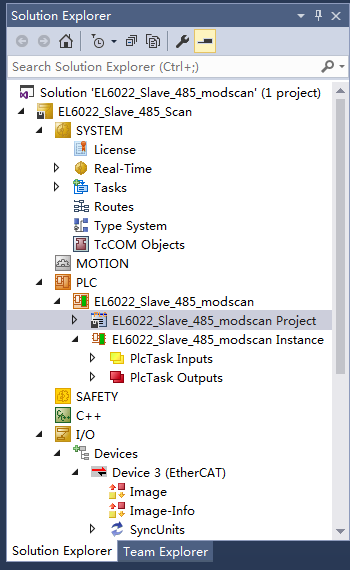 Solution Explorer
Search Solution Explorer (Ctrl+;)
Solution 'EL6022_Slave_485_modscan' (1 project)
EL6022_Slave_485_Scan
SYSTEM
License
Real-Time
Tasks
Routes
Type System
TcCOM Objects
MOTION
PLC
EL6022_Slave_485_modscan
EL6022_Slave_485_modscan Project
EL6022_Slave_485_modscan Instance
PlcTask Inputs
PlcTask Outputs
SAFETY
C++
I/O
Devices
Device 3 (EtherCAT)
Image
Image-Info
SyncUnits
Solution Explorer Team Explorer